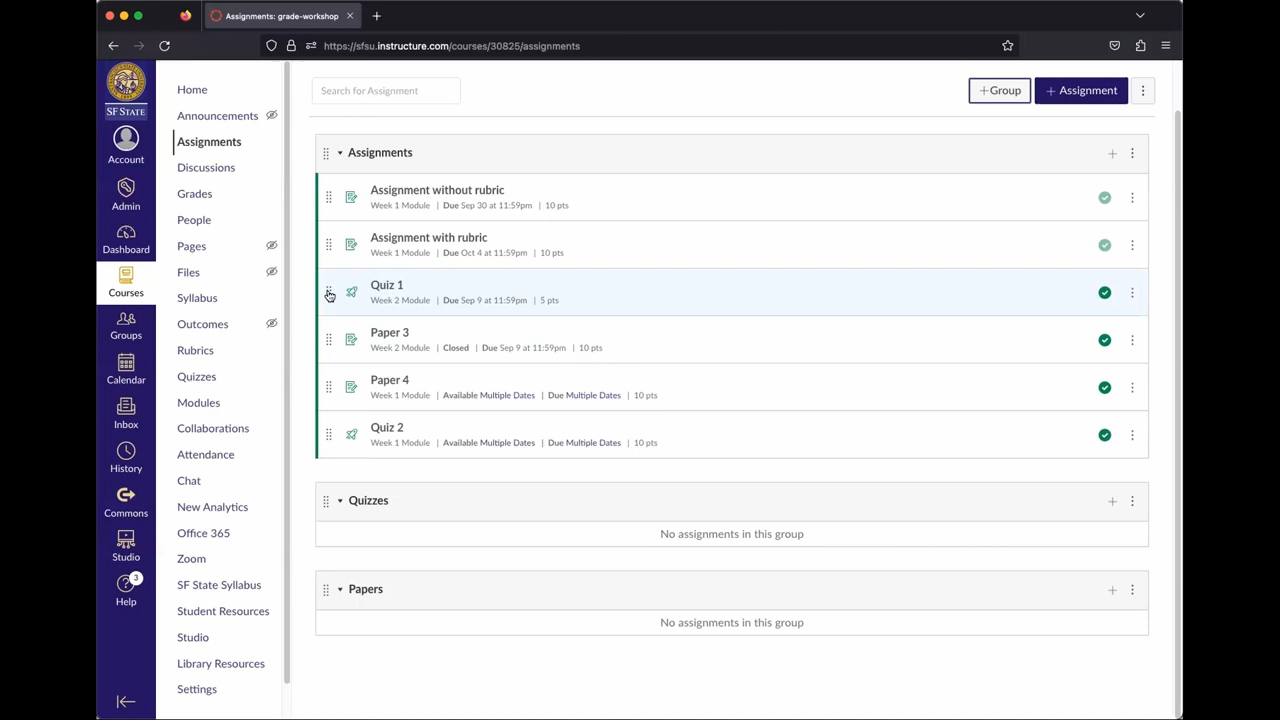 Assignments: grade-workshop
https://sfsu.instructure.com/courses/30825/assignments
SF STATE
Account
Admin
Dashboard
Courses
Groups
Calendar
Inbox
History
Commons
Studio
3
Help
Home
Announcements
Assignments
Discussions
Grades
People
Pages
Files
Syllabus
Outcomes
Rubrics
Quizzes
Modules
Collaborations
Attendance
Chat
New Analytics
Office 365
Zoom
SF State Syllabus
Student Resources
Studio
Library Resources
Settings
Search for Assignment
+Group
+ Assignment
Assignments
Assignment without rubric
Week 1 Module | Due Sep 30 at 11:59pm | 10 pts
Assignment with rubric
Week 1 Module | Due Oct 4 at 11:59pm | 10 pts
Quiz 1
Week 2 Module | Due Sep 9 at 11:59pm | 5 pts
Paper 3
Week 2 Module | Closed | Due Sep 9 at 11:59pm | 10 pts
Paper 4
Week 1 Module | Available Multiple Dates | Due Multiple Dates | 10 pts
Quiz 2
Week 1 Module | Available Multiple Dates | Due Multiple Dates | 10 pts
Quizzes
No assignments in this group
Papers
No assignments in this group